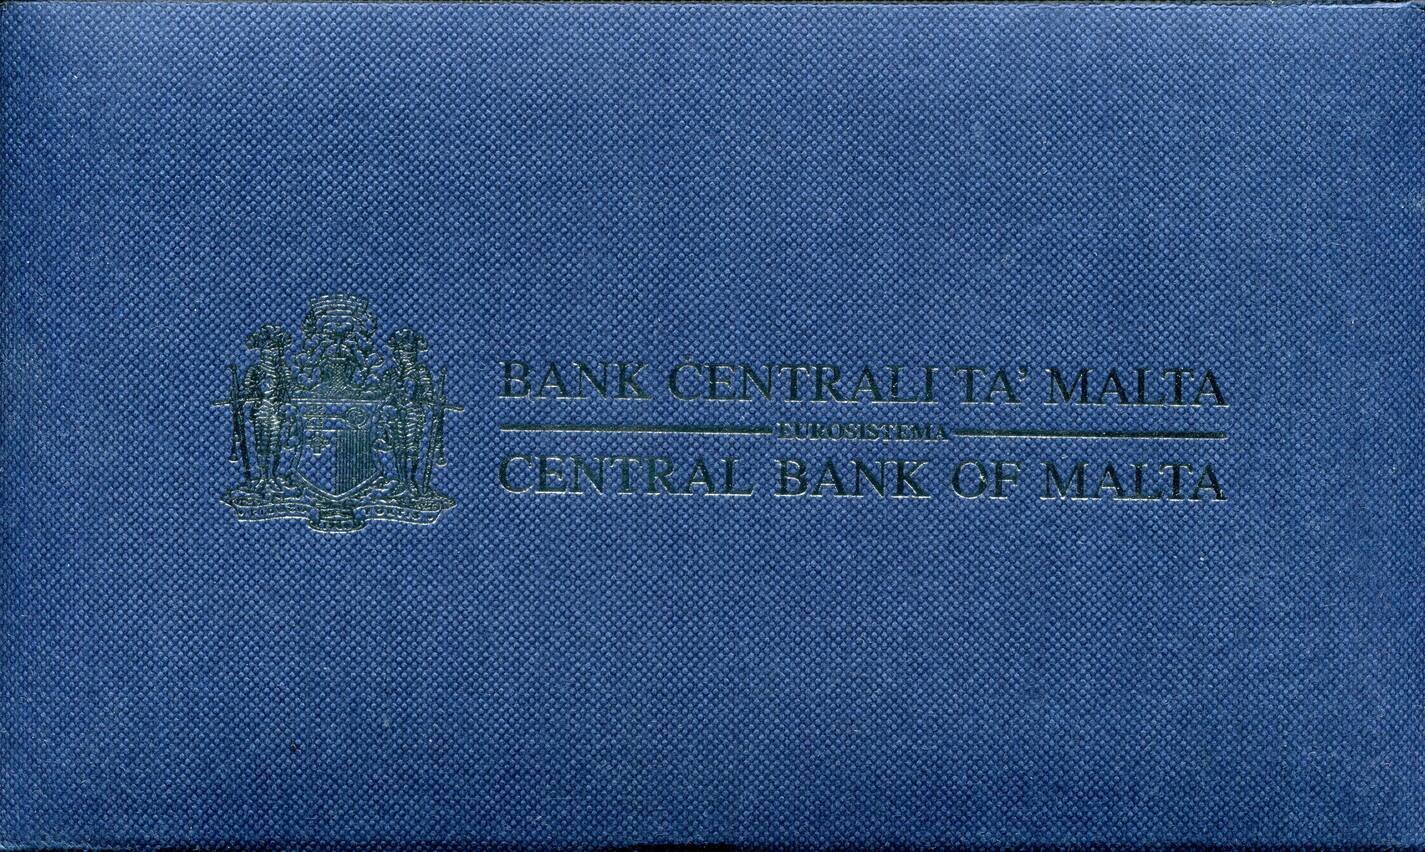 BANK ĊENTRALI TA' MALTA
EUROSISTEMA
CENTRAL BANK OF MALTA